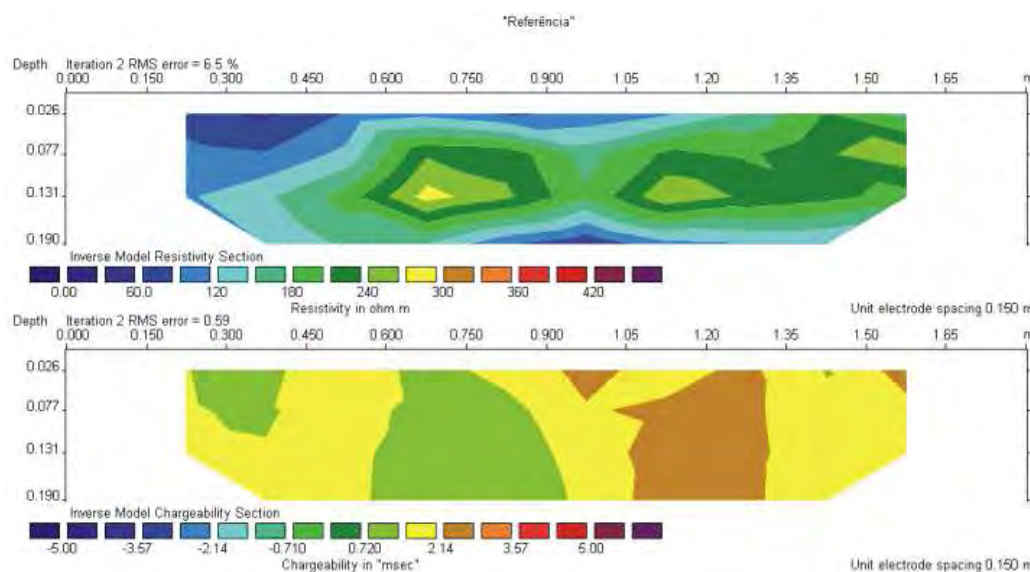 "Referência"
Depth Iteration 2 RMS error = 6.5 %
0.000 0.150 0.300 0.450 0.600 0.750 0.900 1.05 1.20 1.35 1.50 1.65 m
0.026
0.077
0.131
0.190
Inverse Model Resistivity Section
0.00 60.0 120 180 240 300 360 420
Resistivity in ohm.m
Unit electrode spacing 0.150 m
Depth Iteration 2 RMS error = 0.59
0.000 0.150 0.300 0.450 0.600 0.750 0.900 1.05 1.20 1.35 1.50 1.65 m
0.026
0.077
0.131
0.190
Inverse Model Chargeability Section
-5.00 -3.57 -2.14 -0.710 0.720 2.14 3.57 5.00
Chargeability in "msec"
Unit electrode spacing 0.150 m